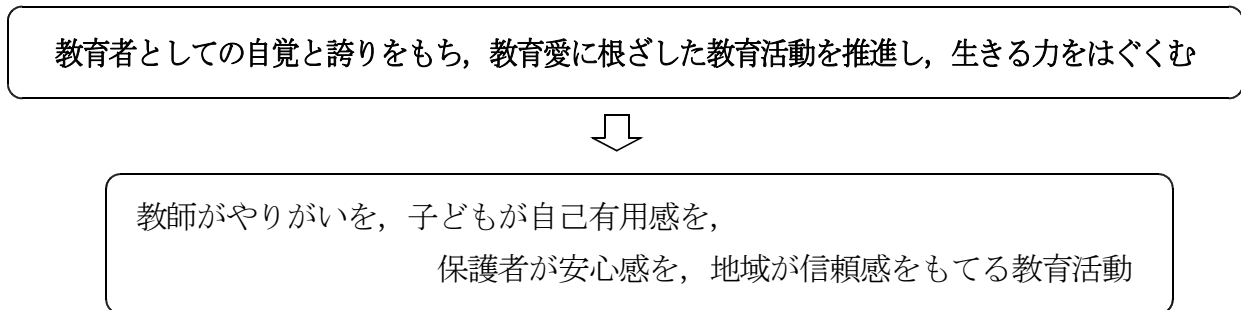 教育者としての自覚と誇りをもち，教育愛に根ざした教育活動を推進し，生きる力をはぐくむ
教師がやりがいを，子どもが自己有用感を，
保護者が安心感を，地域が信頼感をもてる教育活動